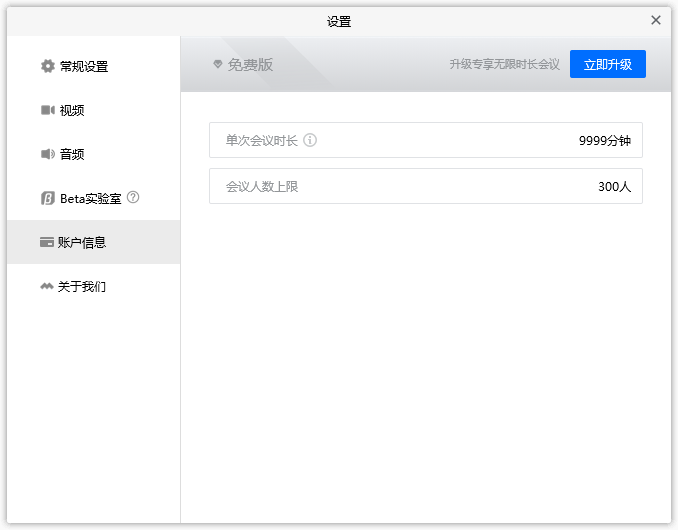 设置
常规设置
视频
音频
Beta实验室
账户信息
关于我们
免费版
升级专享无限时长会议
立即升级
单次会议时长
9999分钟
会议人数上限
300人